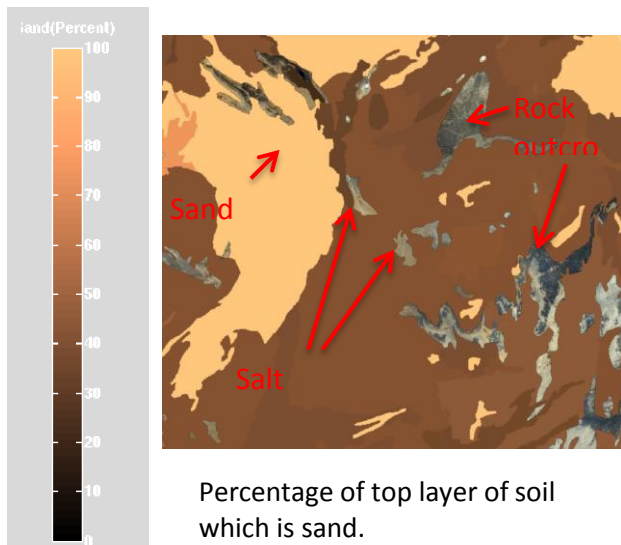 Sand(Percent)
100
90
80
70
60
50
40
30
20
10
0
Rock
outcro
Sand
Salt
Percentage of top layer of soil
which is sand.